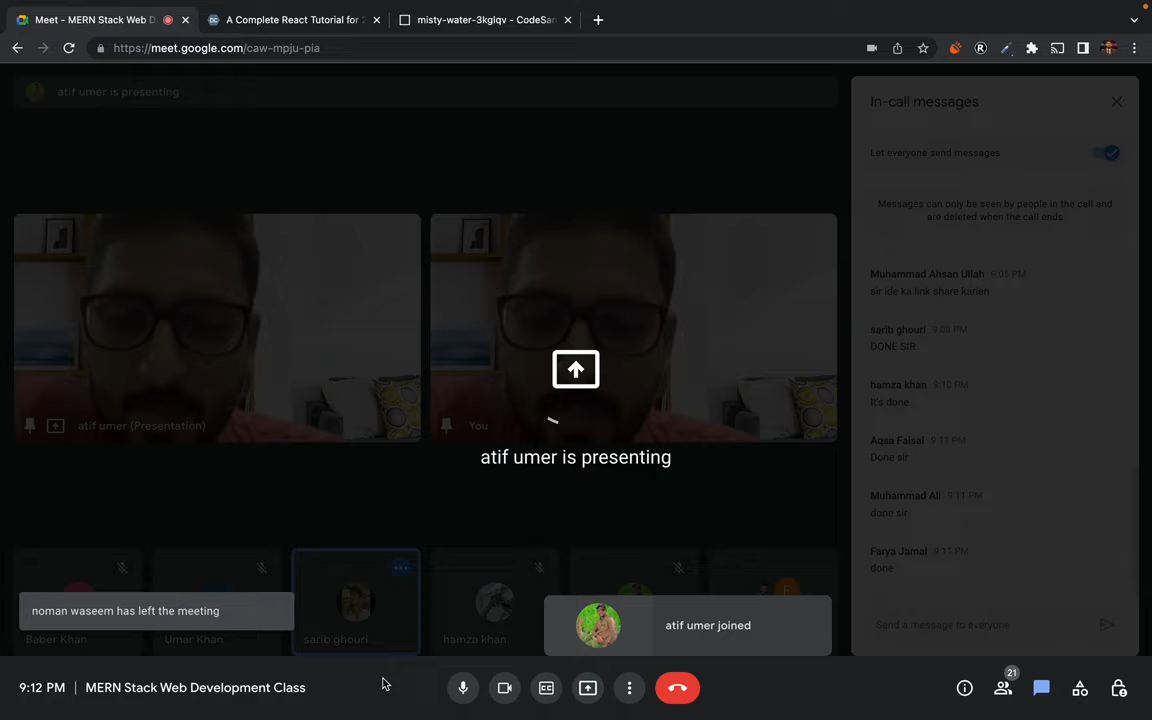 Meet - MERN Stack Web D
A Complete React Tutorial for 2
misty-water-3kglqv - CodeSan
https://meet.google.com/caw-mpju-pia
atif umer is presenting
In-call messages
Let everyone send messages
Messages can only be seen by people in the call and
are deleted when the call ends
Muhammad Ahsan Ullah 9:05 PM
sir ide ka link share karien
sarib ghouri 9:08 PM
DONE SIR
hamza khan 9:10 PM
It's done
Aqsa Faisal 9:11 PM
Done sir
Muhammad Ali 9:11 PM
done sir
Farya Jamal 9:11 PM
done
Send a message to everyone
atif umer (Presentation)
You
atif umer is presenting
noman waseem has left the meeting
Baber Khan
Umar Khan
sarib ghouri
hamza khan
atif umer joined
9:12 PM | MERN Stack Web Development Class
CC
21